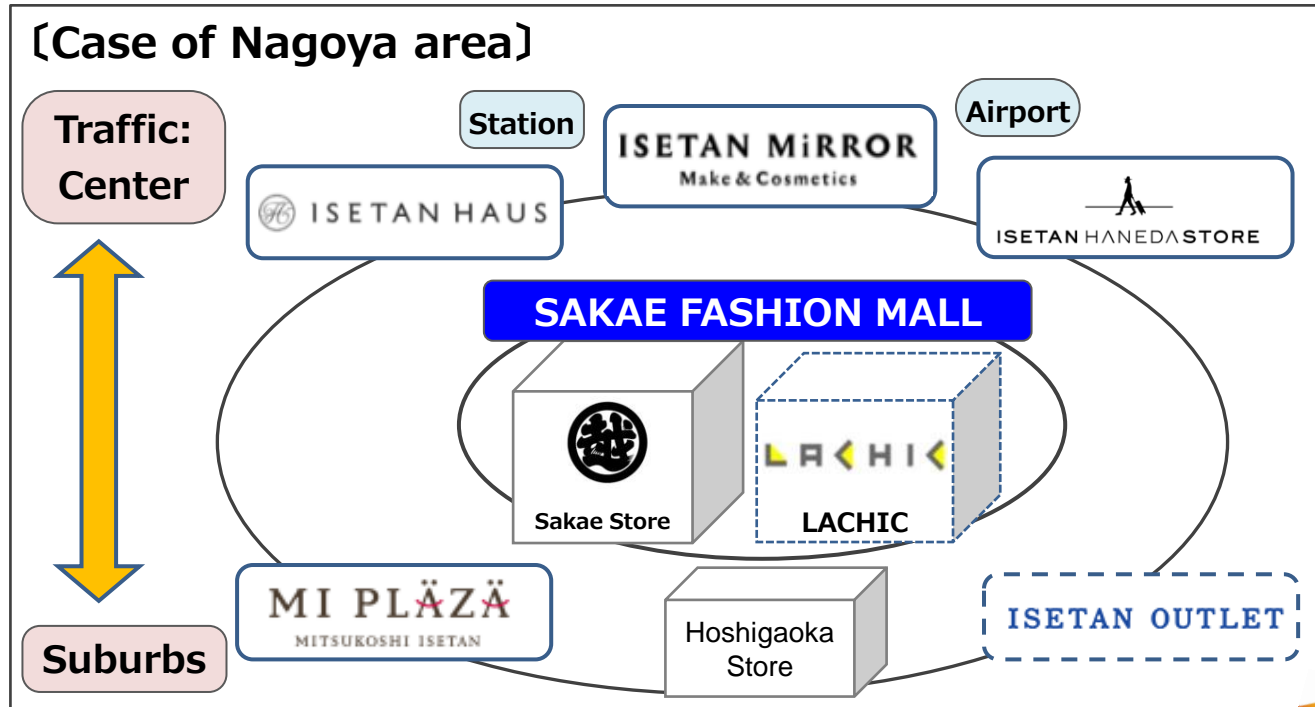 〔Case of Nagoya area〕
Traffic:
Center
Station
Airport
ISETAN MiRROR
Make & Cosmetics
ISETAN HAUS
ISETAN HANEDA STORE
SAKAE FASHION MALL
越
LACHIC
Sakae Store
LACHIC
MI PLÄZÄ
MITSUKOSHI ISETAN
Hoshigaoka
Store
ISETAN OUTLET
Suburbs